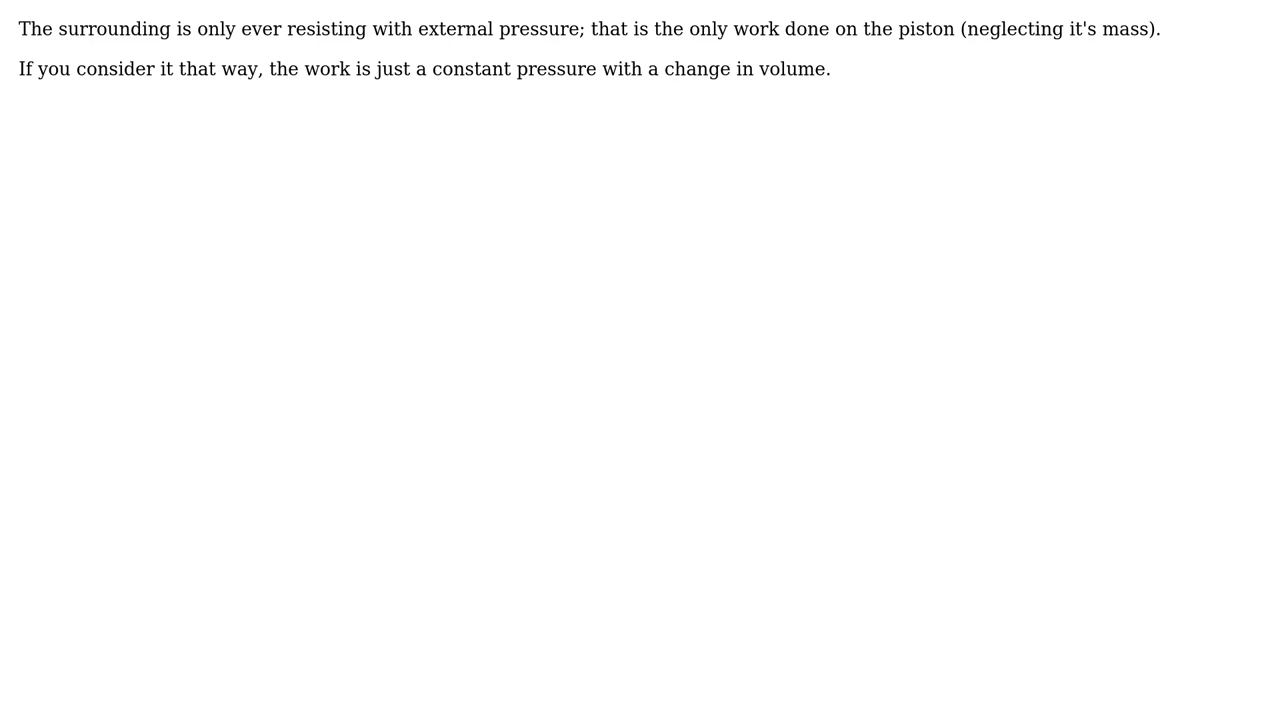 The surrounding is only ever resisting with external pressure; that is the only work done on the piston (neglecting it's mass).
If you consider it that way, the work is just a constant pressure with a change in volume.